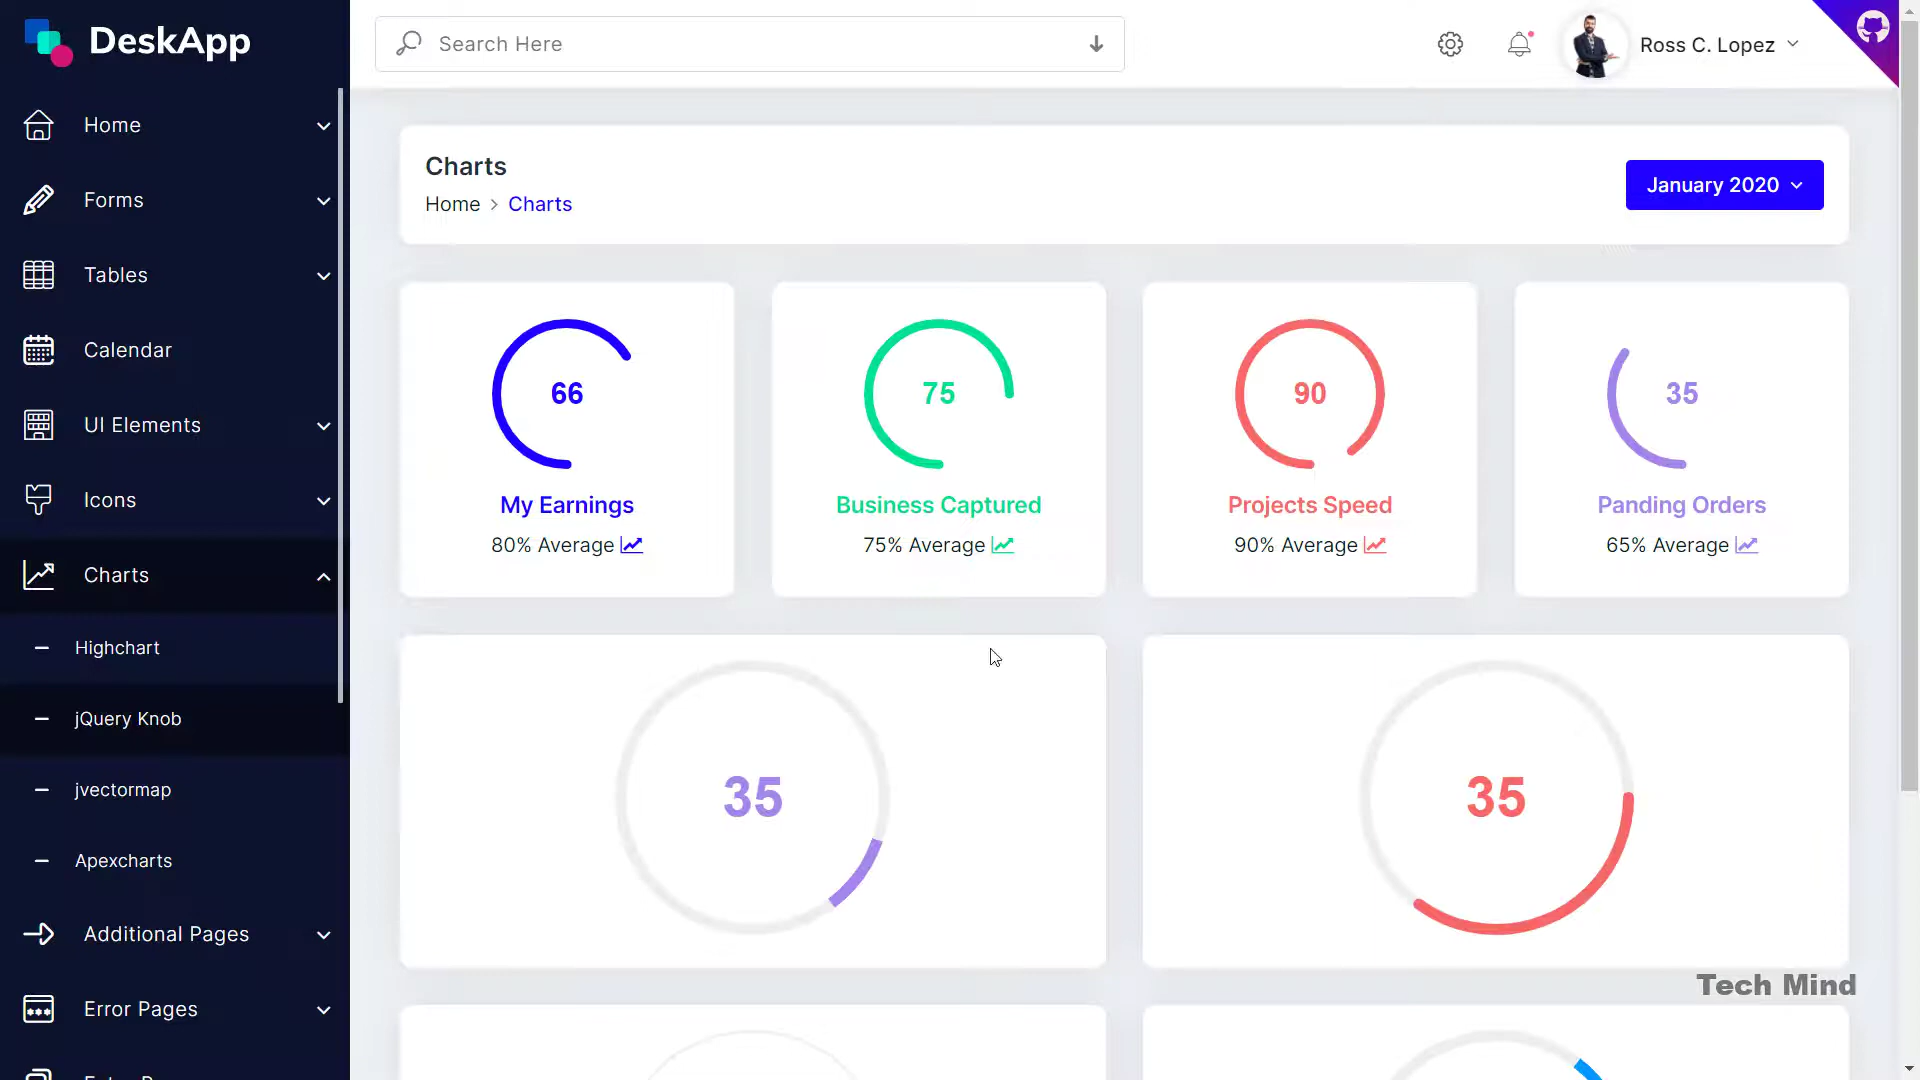 DeskApp
Search Here
Ross C. Lopez
Home
Forms
Tables
Calendar
UI Elements
Icons
Charts
Highchart
jQuery Knob
jvectormap
Apexcharts
Additional Pages
Error Pages
Charts
Home > Charts
January 2020
66
My Earnings
80% Average
75
Business Captured
75% Average
90
Projects Speed
90% Average
35
Panding Orders
65% Average
35
35
Tech Mind